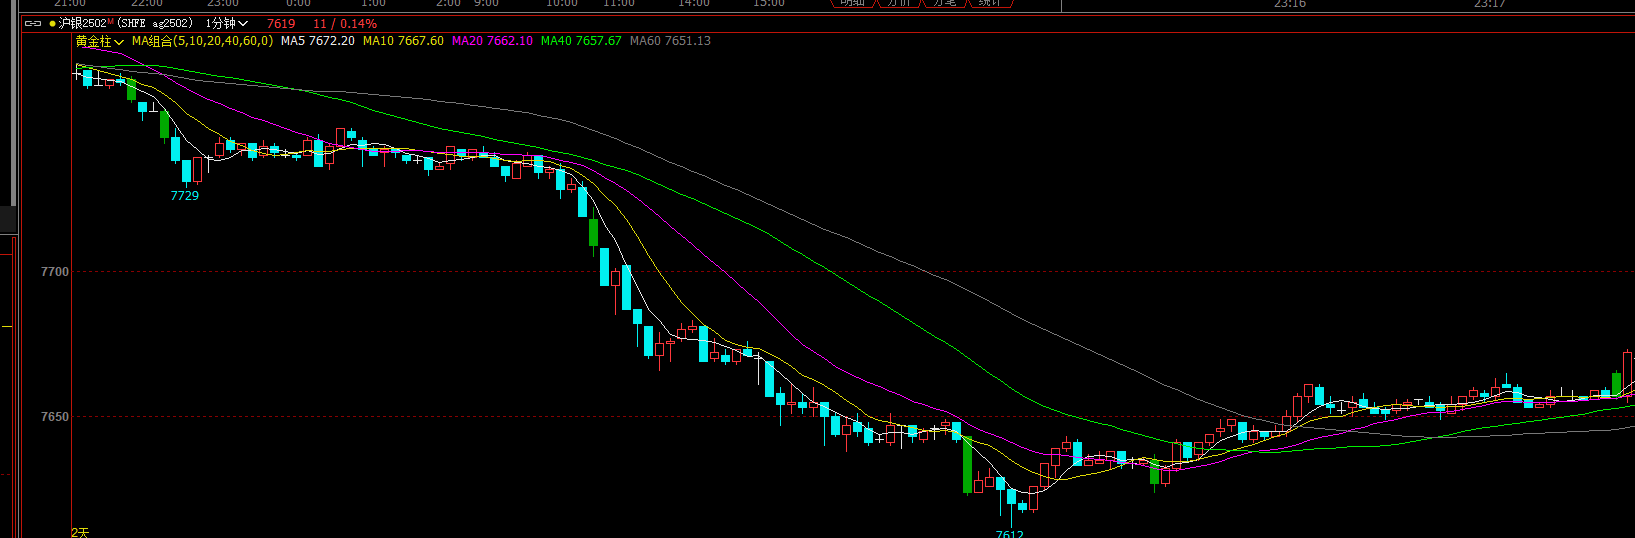 21:00 22:00 23:00 0:00 1:00 2:00 9:00 10:00 11:00 14:00 15:00 明细 分价 分笔 统计 23:16 23:17
沪银2502M (SHFE ag2502) 1分钟 7619 11 / 0.14%
黄金柱 MA组合(5,10,20,40,60,0) MA5 7672.20 MA10 7667.60 MA20 7662.10 MA40 7657.67 MA60 7651.13
7729
7700
7650
7612
2天